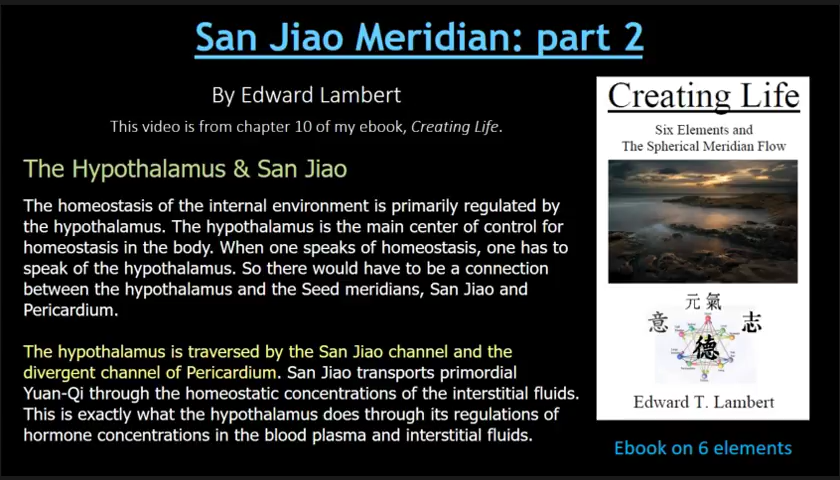 San Jiao Meridian: part 2
By Edward Lambert
This video is from chapter 10 of my ebook, Creating Life.
The Hypothalamus & San Jiao
The homeostasis of the internal environment is primarily regulated by
the hypothalamus. The hypothalamus is the main center of control for
homeostasis in the body. When one speaks of homeostasis, one has to
speak of the hypothalamus. So there would have to be a connection
between the hypothalamus and the Seed meridians, San Jiao and
Pericardium.
The hypothalamus is traversed by the San Jiao channel and the
divergent channel of Pericardium. San Jiao transports primordial
Yuan-Qi through the homeostatic concentrations of the interstitial fluids.
This is exactly what the hypothalamus does through its regulations of
hormone concentrations in the blood plasma and interstitial fluids.
Creating Life
Six Elements and
The Spherical Meridian Flow
元氣
意
志
德
Edward T. Lambert
Ebook on 6 elements